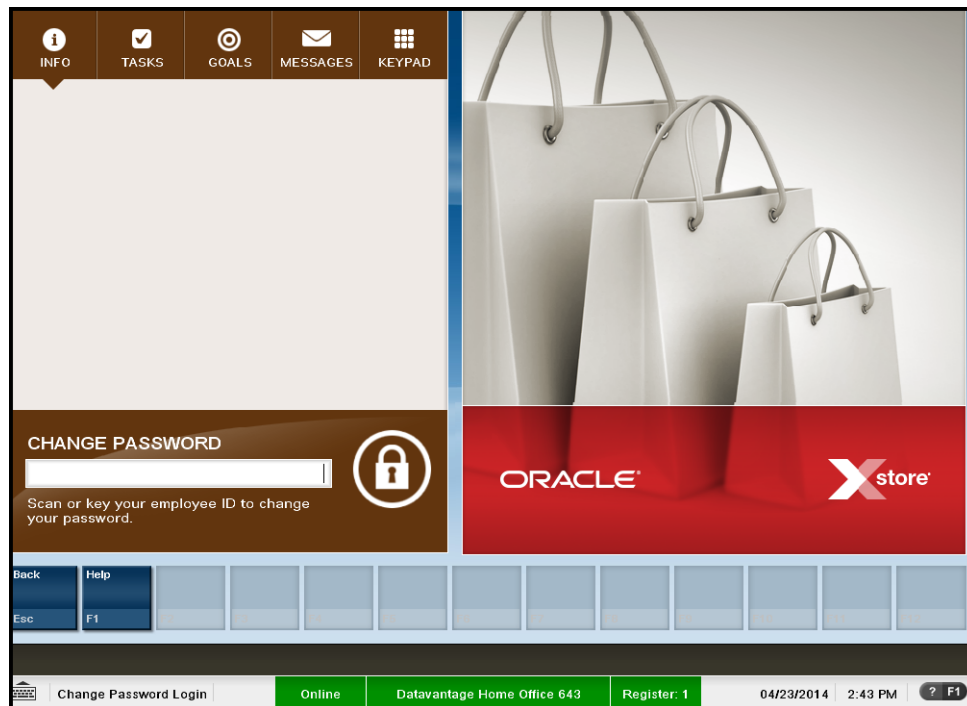 INFO
TASKS
GOALS
MESSAGES
KEYPAD
CHANGE PASSWORD
Scan or key your employee ID to change
your password.
ORACLE
Xstore
Back
Help
Esc
F1
Change Password Login
Online
Datavantage Home Office 643
Register: 1
04/23/2014
2:43 PM
? F1